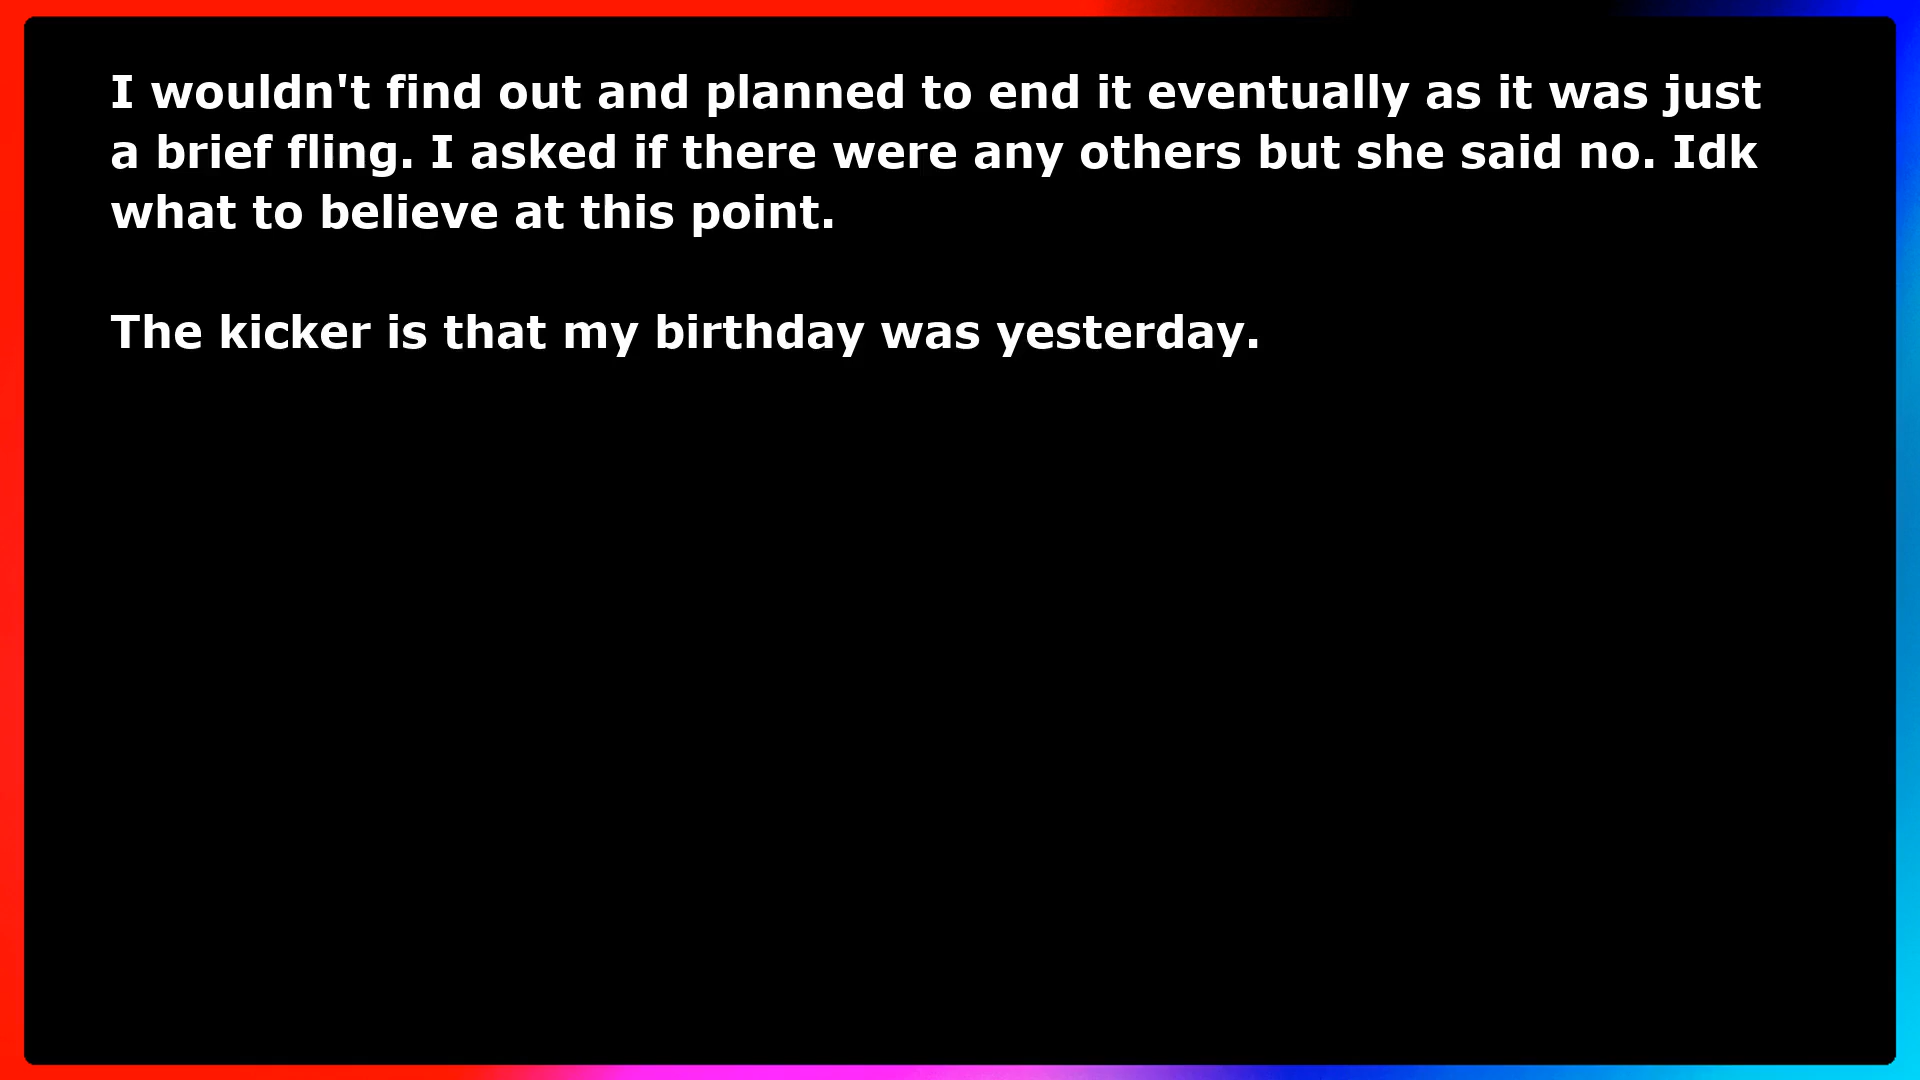 I wouldn't find out and planned to end it eventually as it was just
a brief fling. I asked if there were any others but she said no. Idk
what to believe at this point.
The kicker is that my birthday was yesterday.